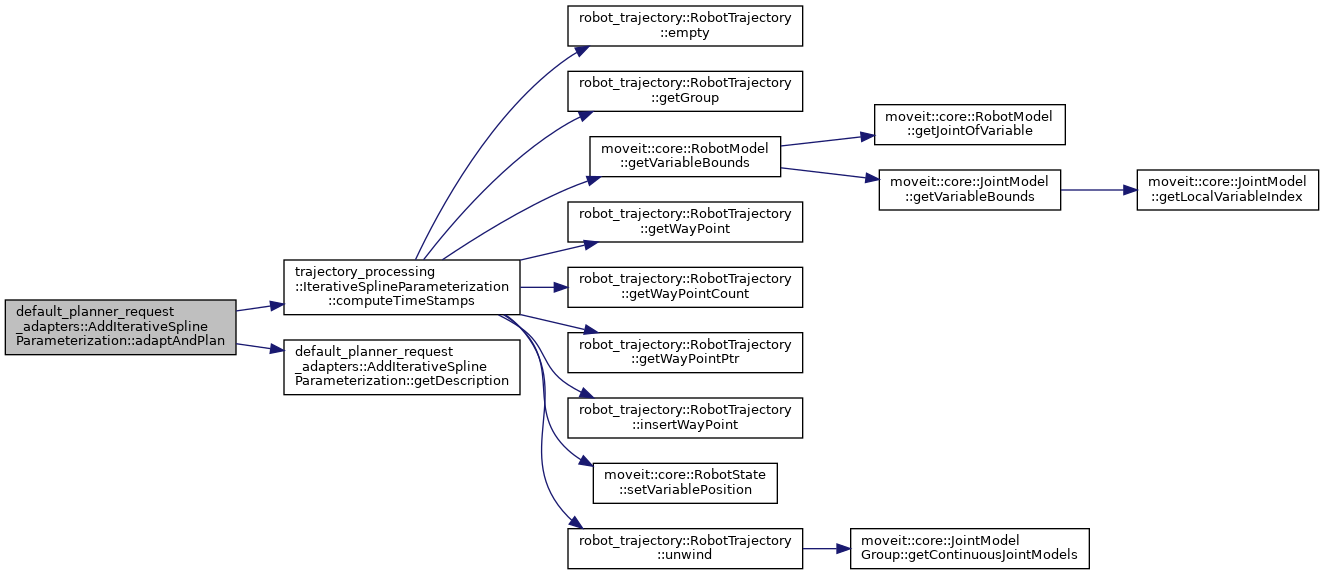 default_planner_request
_adapters::AddIterativeSpline
Parameterization::adaptAndPlan
trajectory_processing
::IterativeSplineParameterization
::computeTimeStamps
default_planner_request
_adapters::AddIterativeSpline
Parameterization::getDescription
robot_trajectory::RobotTrajectory
::empty
robot_trajectory::RobotTrajectory
::getGroup
moveit::core::RobotModel
::getVariableBounds
robot_trajectory::RobotTrajectory
::getWayPoint
robot_trajectory::RobotTrajectory
::getWayPointCount
robot_trajectory::RobotTrajectory
::getWayPointPtr
robot_trajectory::RobotTrajectory
::insertWayPoint
moveit::core::RobotState
::setVariablePosition
robot_trajectory::RobotTrajectory
::unwind
moveit::core::RobotModel
::getJointOfVariable
moveit::core::JointModel
::getVariableBounds
moveit::core::JointModel
::getLocalVariableIndex
moveit::core::JointModel
Group::getContinuousJointModels